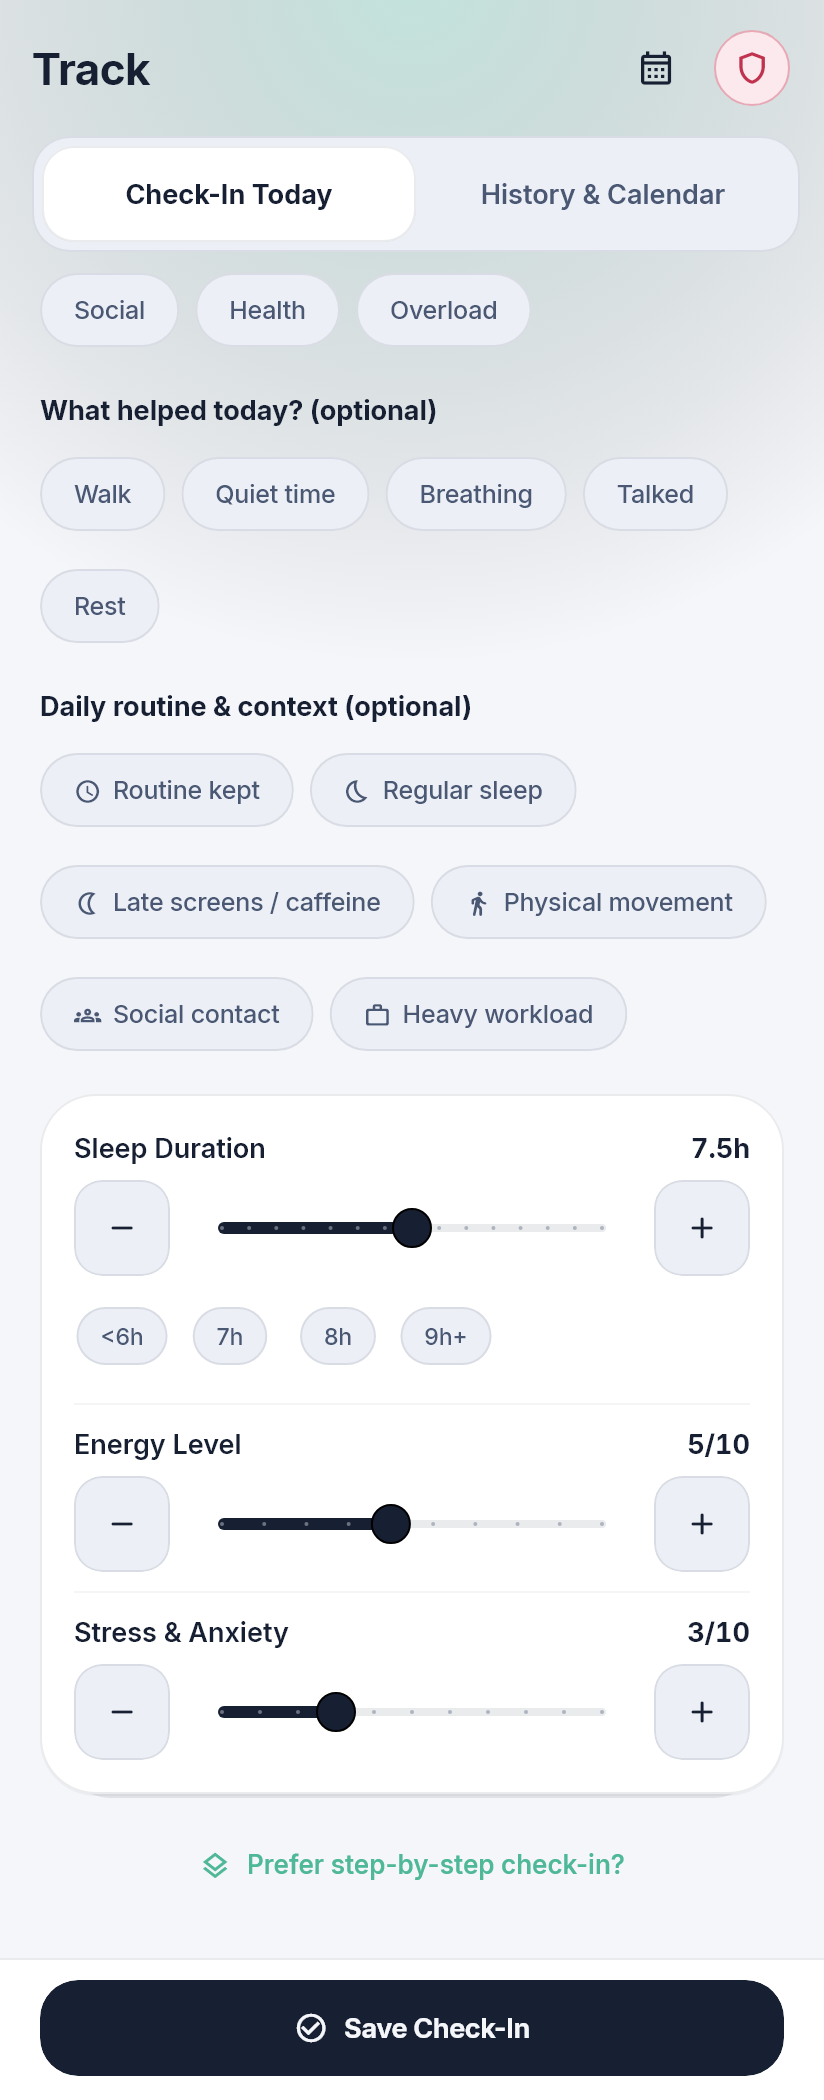 Track
Check-In Today
History & Calendar
Social
Health
Overload
What helped today? (optional)
Walk
Quiet time
Breathing
Talked
Rest
Daily routine & context (optional)
Routine kept
Regular sleep
Late screens / caffeine
Physical movement
Social contact
Heavy workload
Sleep Duration
7.5h
<6h
7h
8h
9h+
Energy Level
5/10
Stress & Anxiety
3/10
Prefer step-by-step check-in?
Save Check-In